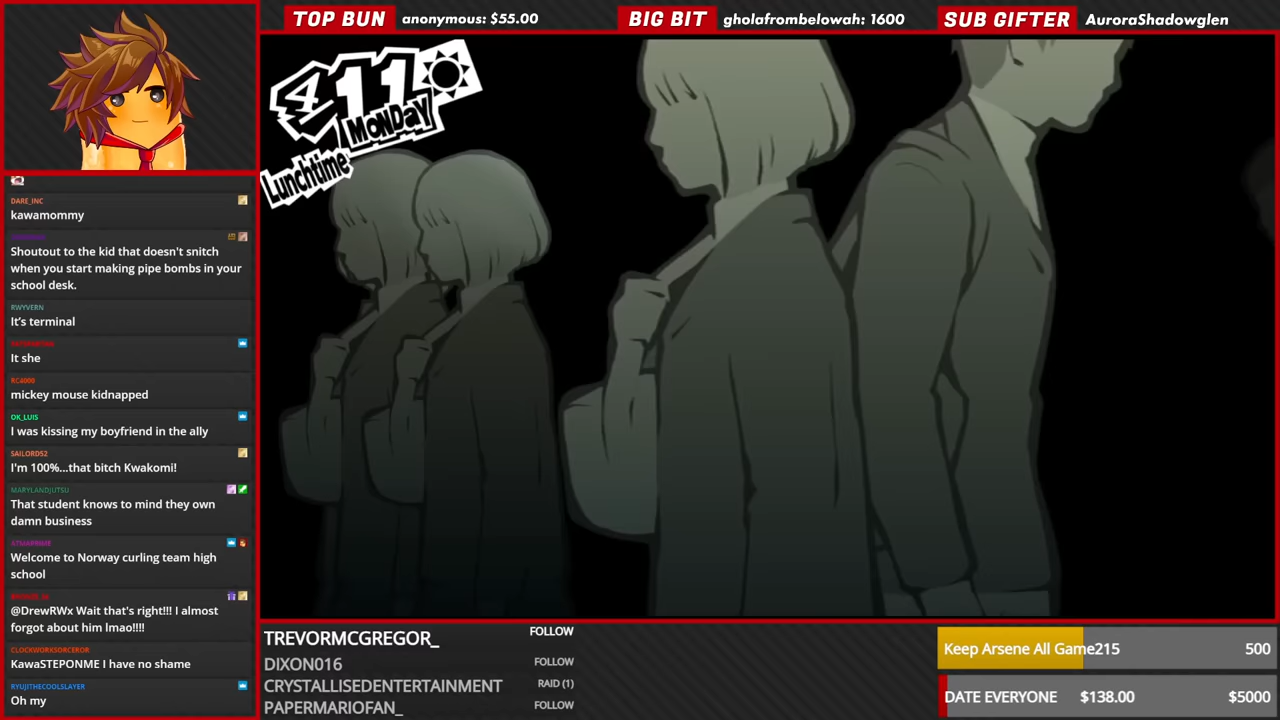 TOP BUN anonymous: $55.00
BIG BIT gholafrombelowah: 1600
SUB GIFTER AuroraShadowglen
4 11
MONDAY
Lunchtime
DARE_INC
kawamommy
Shoutout to the kid that doesn't snitch
when you start making pipe bombs in your
school desk.
RWYVERN
It's terminal
It she
RC4000
mickey mouse kidnapped
OK_LUIS
I was kissing my boyfriend in the ally
SAILORDS2
I'm 100%...that bitch Kwakomi!
MARYLANDJUTSU
That student knows to mind they own
damn business
Welcome to Norway curling team high
school
@DrewRWx Wait that's right!!! I almost
forgot about him lmao!!!!
CLOCKWORKSORCEROR
KawaSTEPONME I have no shame
RYUJITHECOOLSLAYER
Oh my
TREVORMCGREGOR_ FOLLOW
DIXON016 FOLLOW
CRYSTALLISEDENTERTAINMENT RAID (1)
PAPERMARIOFAN_ FOLLOW
Keep Arsene All Game215 500
DATE EVERYONE $138.00 $5000